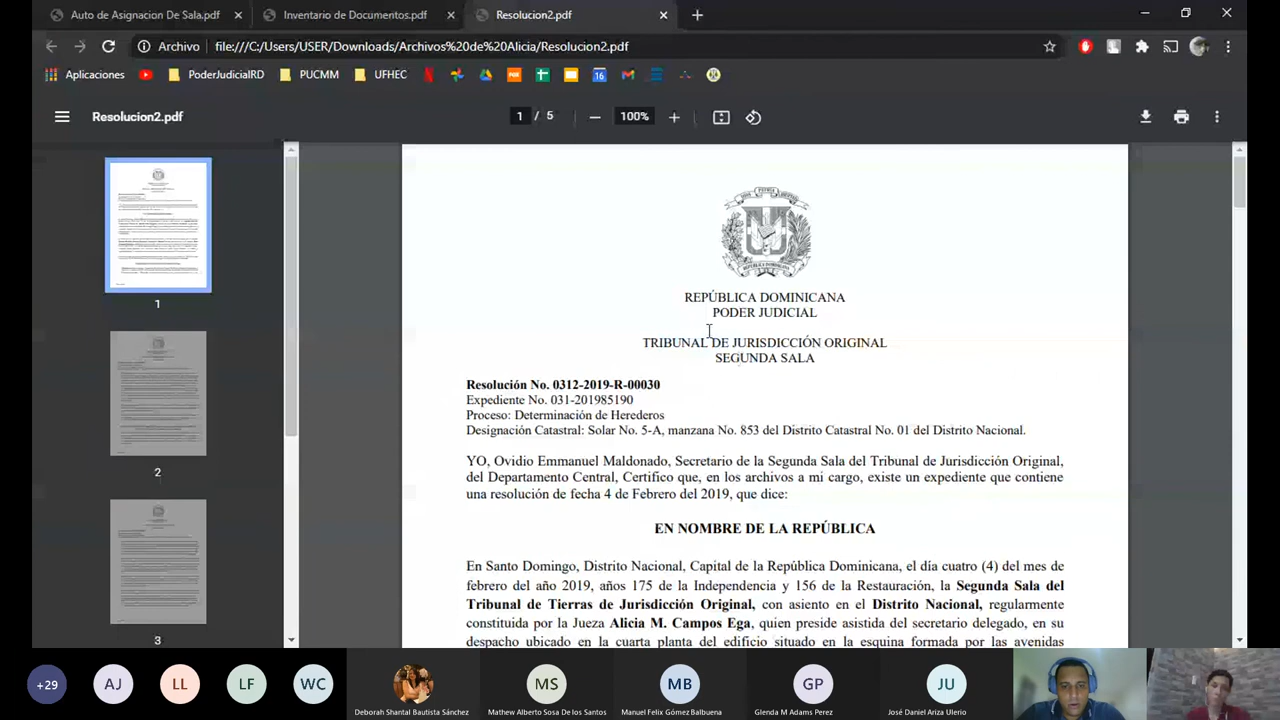 Auto de Asignacion De Sala.pdf
Inventario de Documentos.pdf
Resolucion2.pdf
Archivo
file:///C:/Users/USER/Downloads/Archivos%20de%20Alicia/Resolucion2.pdf
Aplicaciones
PoderJudicialRD
PUCMM
UFHEC
FOX
16
Resolucion2.pdf
1 / 5
100%
1
2
3
REPÚBLICA DOMINICANA
PODER JUDICIAL
TRIBUNAL DE JURISDICCIÓN ORIGINAL
SEGUNDA SALA
Resolución No. 0312-2019-R-00030
Expediente No. 031-201985190
Proceso: Determinación de Herederos
Designación Catastral: Solar No. 5-A, manzana No. 853 del Distrito Catastral No. 01 del Distrito Nacional.
YO, Ovidio Emmanuel Maldonado, Secretario de la Segunda Sala del Tribunal de Jurisdicción Original,
del Departamento Central, Certifico que, en los archivos a mi cargo, existe un expediente que contiene
una resolución de fecha 4 de Febrero del 2019, que dice:
EN NOMBRE DE LA REPÚBLICA
En Santo Domingo, Distrito Nacional, Capital de la República Dominicana, el día cuatro (4) del mes de
febrero del año 2019, años 175 de la Independencia y 156 de la Restauración, la Segunda Sala del
Tribunal de Tierras de Jurisdicción Original, con asiento en el Distrito Nacional, regularmente
constituida por la Jueza Alicia M. Campos Ega, quien preside asistida del secretario delegado, en su
despacho ubicado en la cuarta planta del edificio situado en la esquina formada por las avenidas
+29
AJ
LL
LF
WC
Deborah Shantal Bautista Sánchez
MS
Mathew Alberto Sosa De los Santos
MB
Manuel Felix Gómez Balbuena
GP
Glenda M Adams Perez
JU
José Daniel Ariza Ulerio